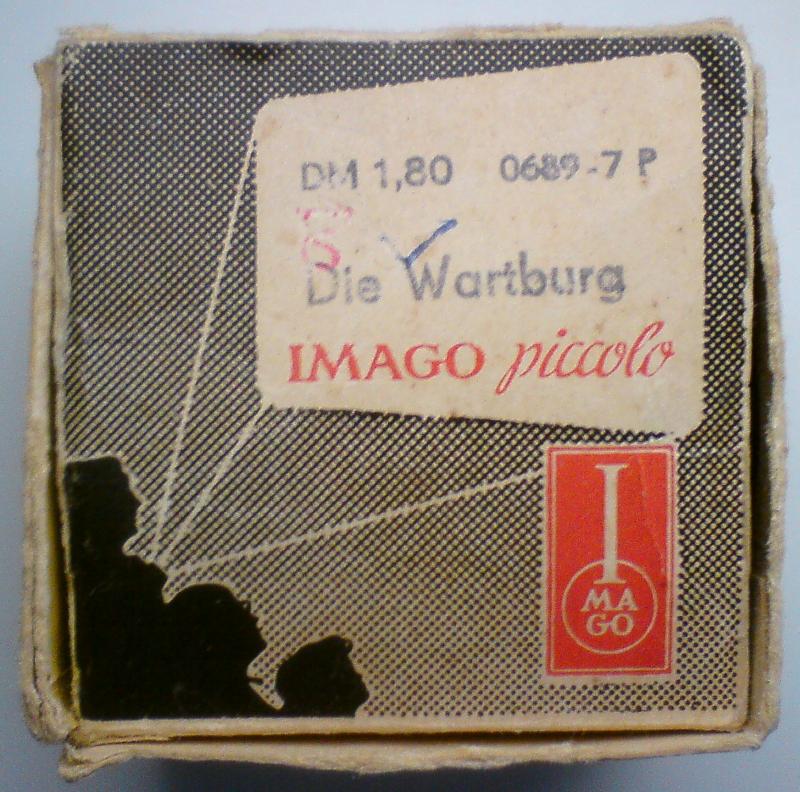 DM 1,80 0689-7 P
Die Wartburg
IMAGO piccolo
I
MA
GO